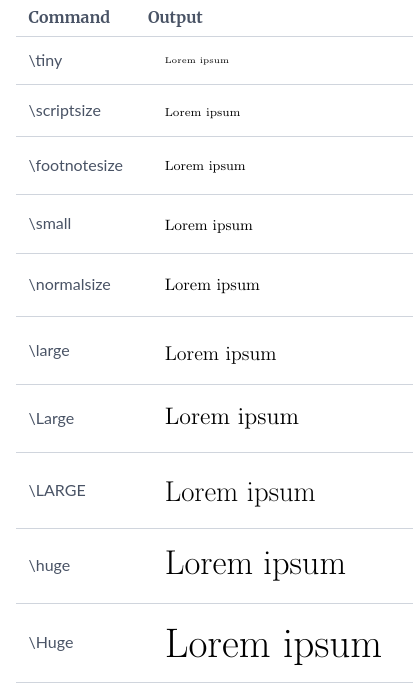 Command Output
\tiny Lorem ipsum
\scriptsize Lorem ipsum
\footnotesize Lorem ipsum
\small Lorem ipsum
\normalsize Lorem ipsum
\large Lorem ipsum
\Large Lorem ipsum
\LARGE Lorem ipsum
\huge Lorem ipsum
\Huge Lorem ipsum